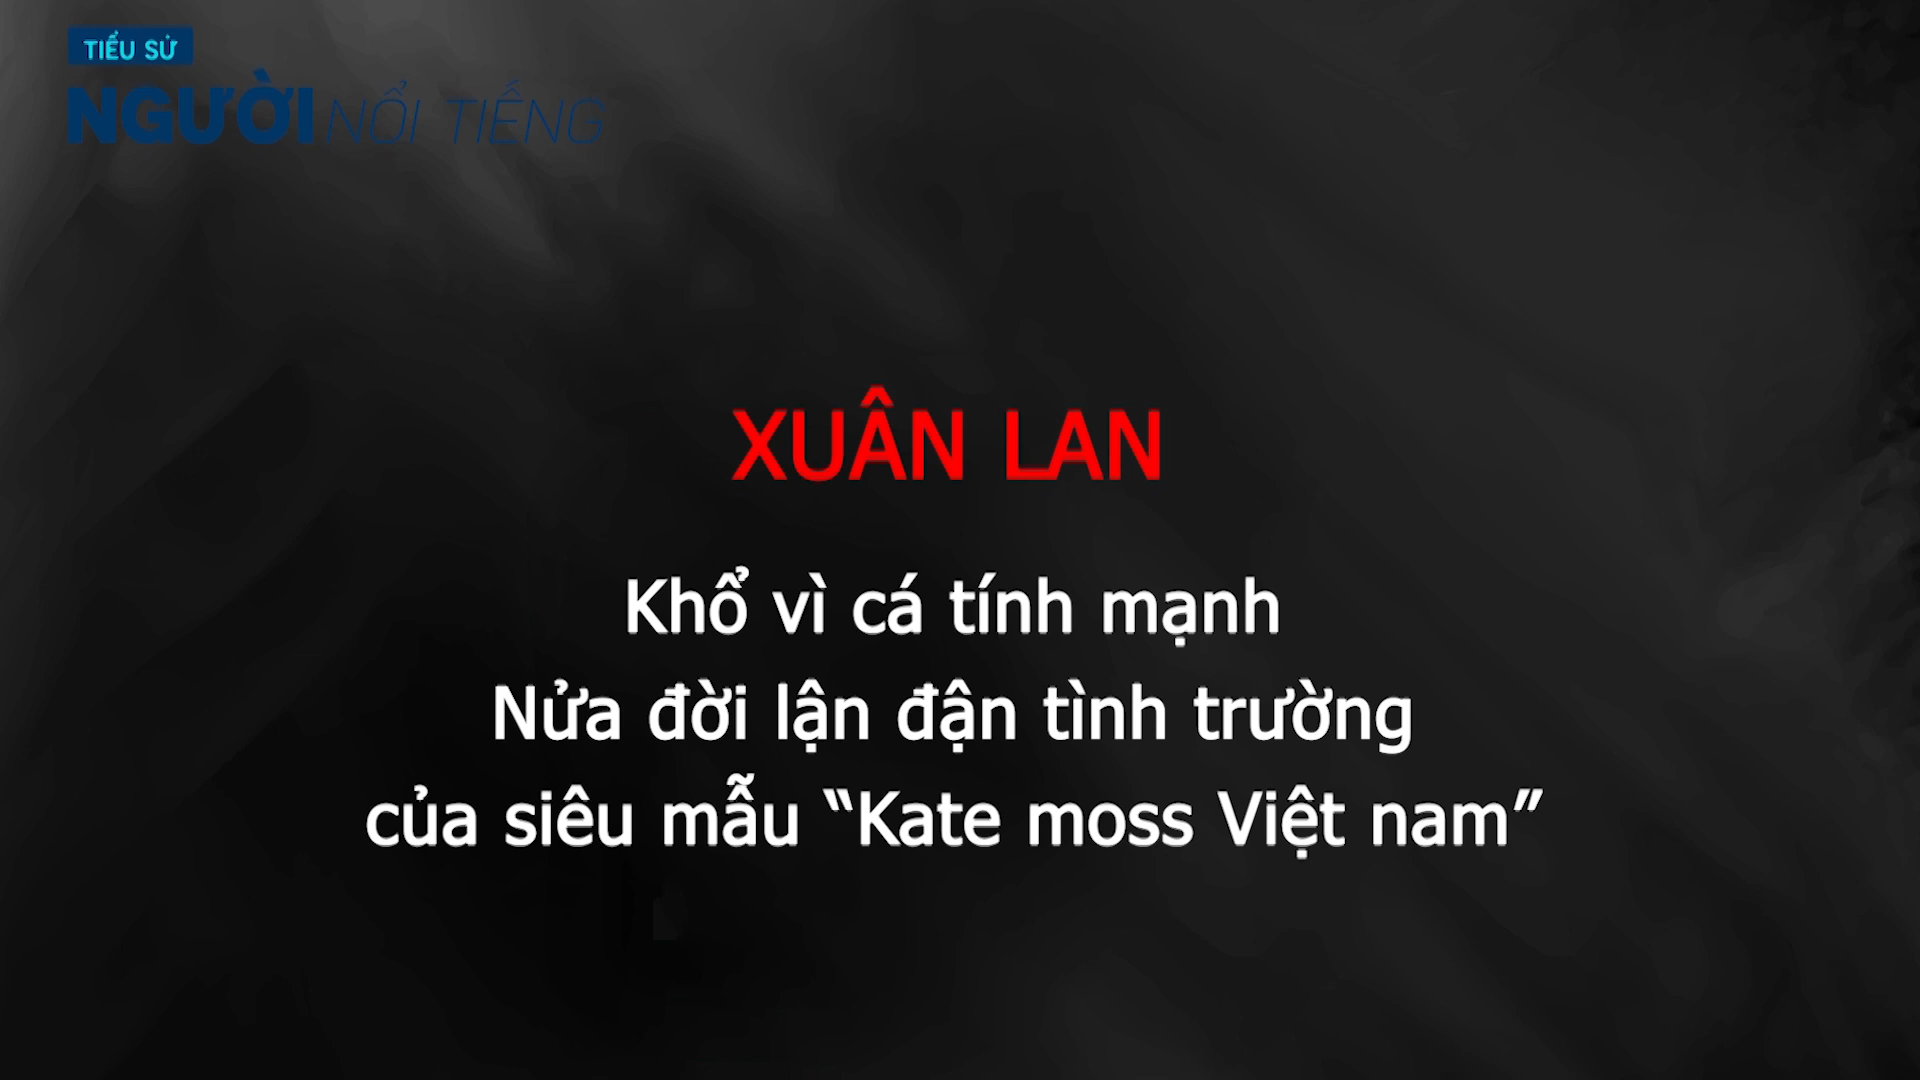 TIỂU SỬ
NGƯỜI NỔI TIẾNG
XUÂN LAN
Khổ vì cá tính mạnh
Nửa đời lận đận tình trường
của siêu mẫu “Kate moss Việt nam”